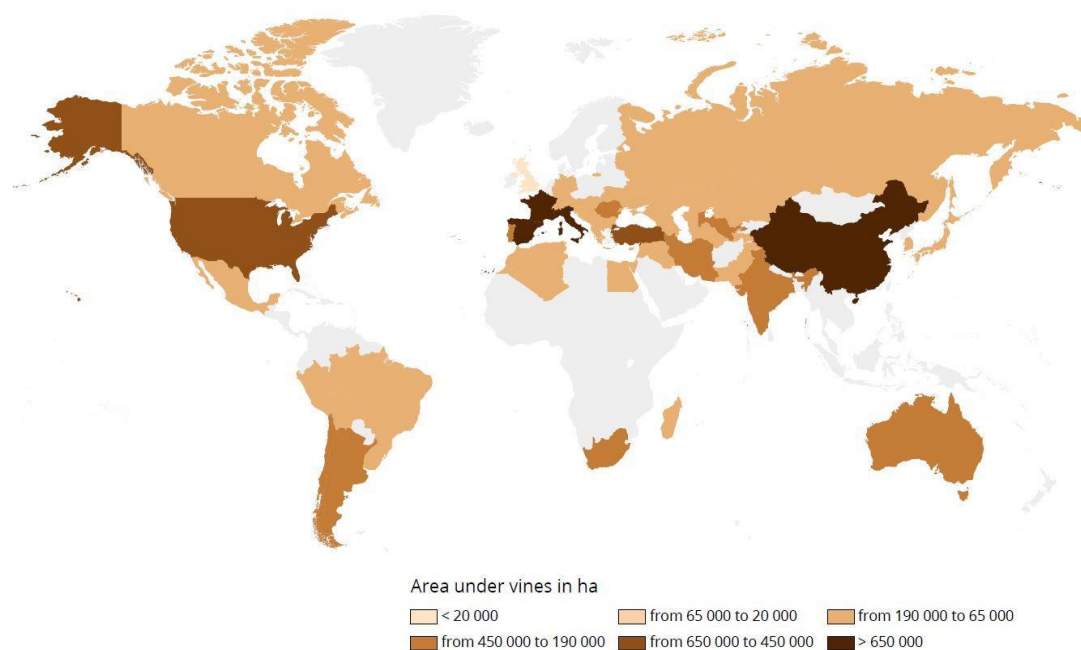 Area under vines in ha
< 20 000 from 65 000 to 20 000 from 190 000 to 65 000
from 450 000 to 190 000 from 650 000 to 450 000 > 650 000